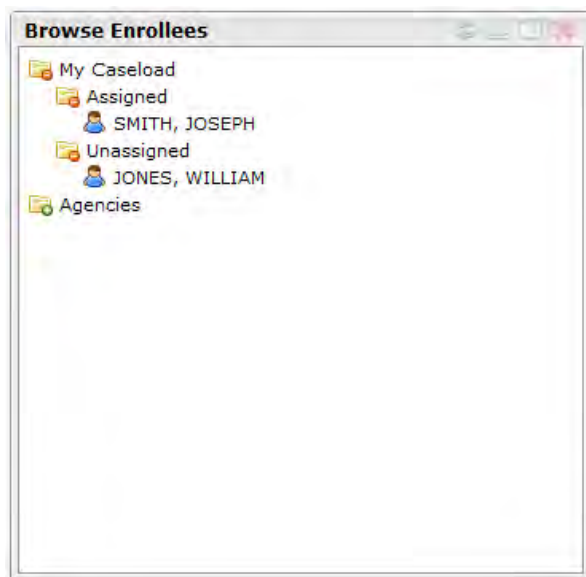 Browse Enrollees
My Caseload
Assigned
SMITH, JOSEPH
Unassigned
JONES, WILLIAM
Agencies